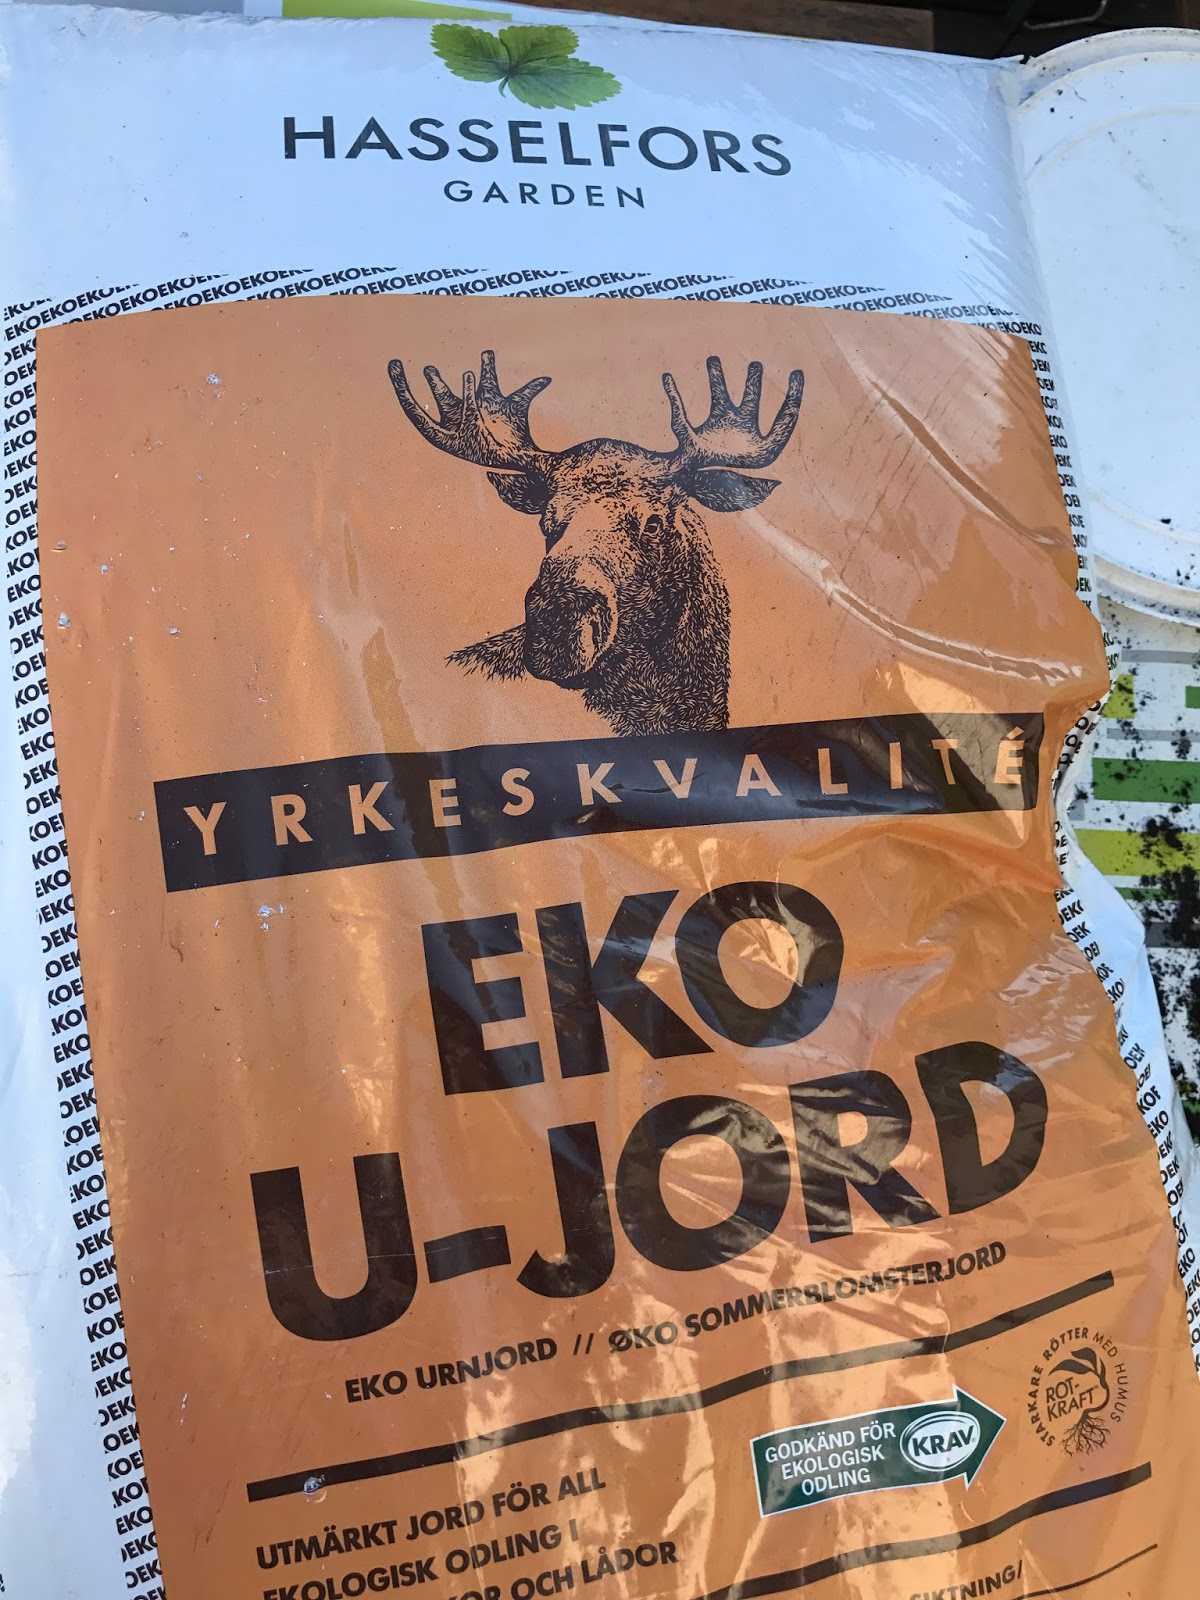 HASSELFORS
GARDEN
YRKESKVALITÉ
EKO
U-JORD
EKO URNJORD // ØKO SOMMERBLOMSTERJORD
GODKÄND FÖR
EKOLOGISK
ODLING
KRAV
STARKARE RÖTTER MED HUMUS
ROT-
KRAFT
UTMÄRKT JORD FÖR ALL
EKOLOGISK ODLING I
OCH LÅDOR